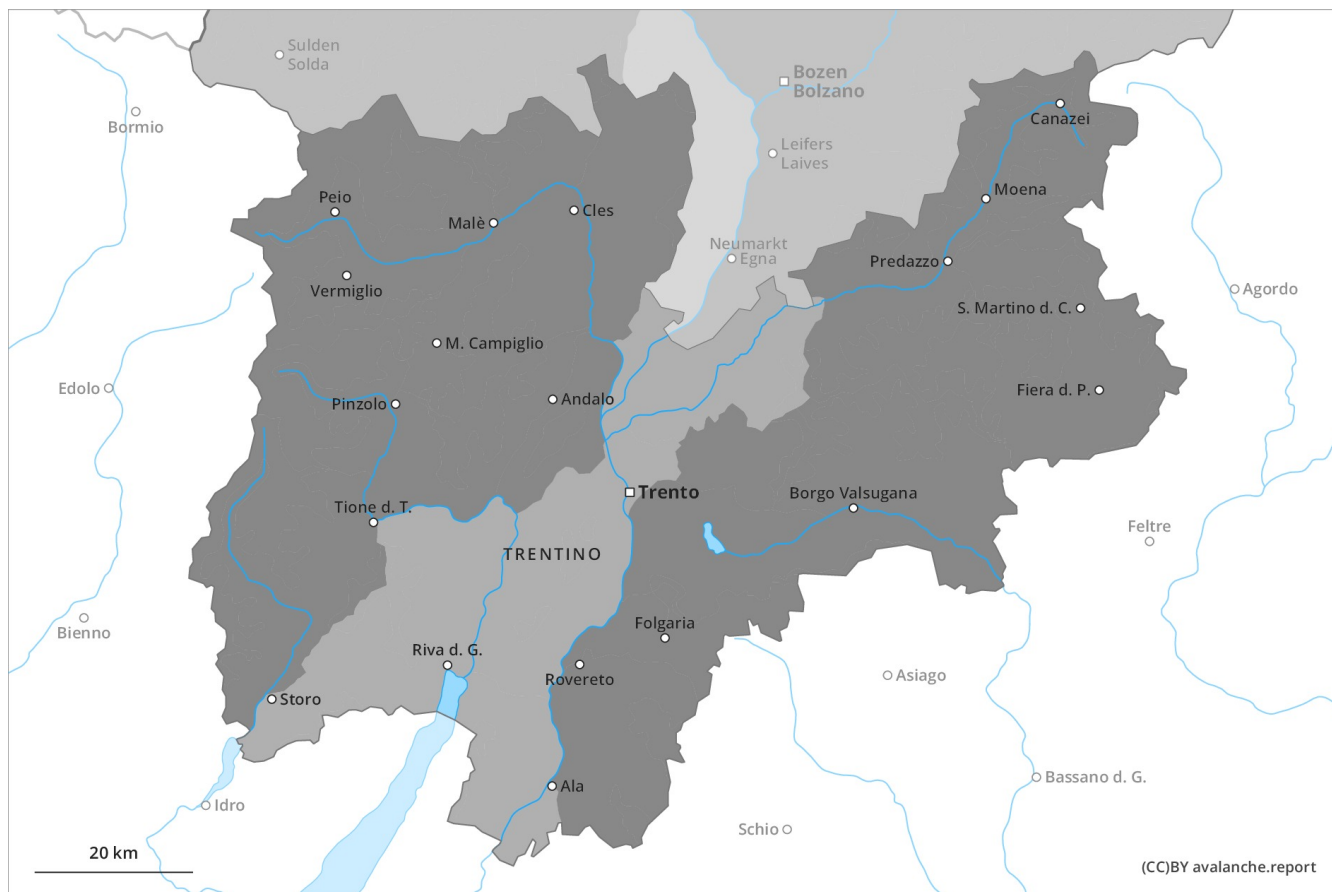 Sulden
Solda
Bozen
Bolzano
Bormio
Canazei
Leifers
Laives
Peio
Moena
Malè
Cles
Neumarkt
Egna
Predazzo
Vermiglio
Agordo
S. Martino d. C.
M. Campiglio
Edolo
Fiera d. P.
Pinzolo
Andalo
Trento
Borgo Valsugana
Tione d. T.
Feltre
TRENTINO
Bienno
Folgaria
Riva d. G.
Asiago
Rovereto
Storo
Bassano d. G.
Ala
Idro
Schio
20 km
(CC)BY avalanche.report